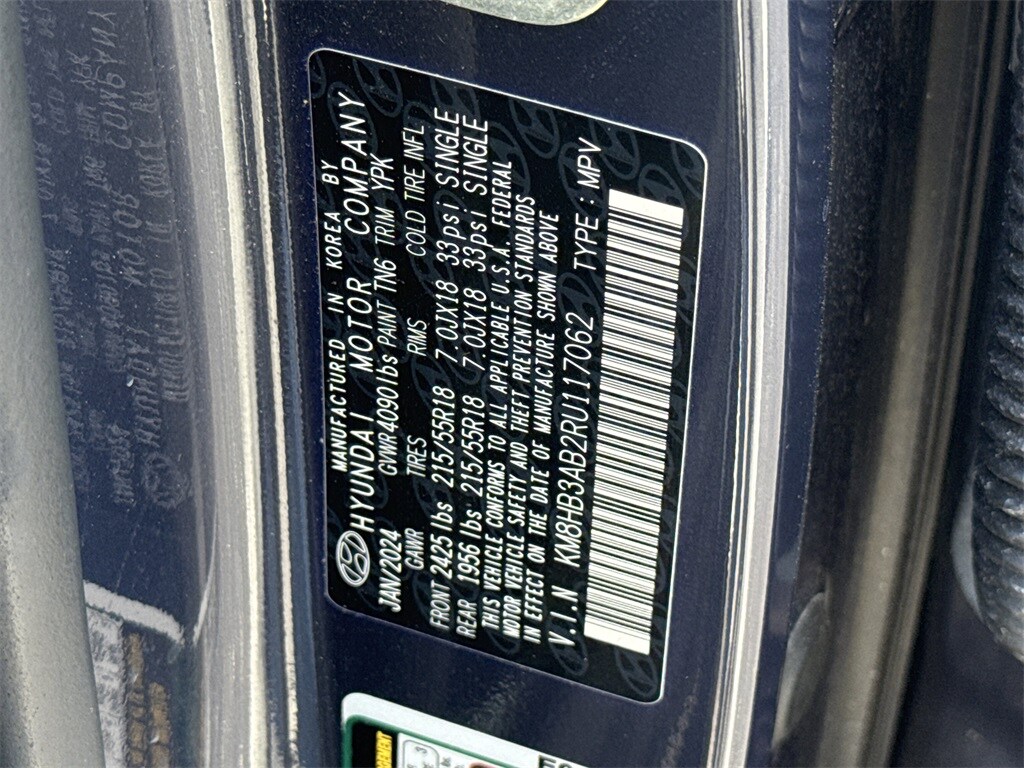 MANUFACTURED IN KOREA BY
HYUNDAI MOTOR COMPANY
JAN/2024 GVWR 4090lbs PAINT TN6 TRIM YPK
GAWR TIRES RIMS COLD TIRE INFL
FRONT 2425 lbs 215/55R18 7.0JX18 33psi SINGLE
REAR 1956 lbs 215/55R18 7.0JX18 33psi SINGLE
THIS VEHICLE CONFORMS TO ALL APPLICABLE U.S.A. FEDERAL
MOTOR VEHICLE SAFETY AND THEFT PREVENTION STANDARDS
IN EFFECT ON THE DATE OF MANUFACTURE SHOWN ABOVE
V.I.N KM8HB3AB2RU117062 TYPE : MPV